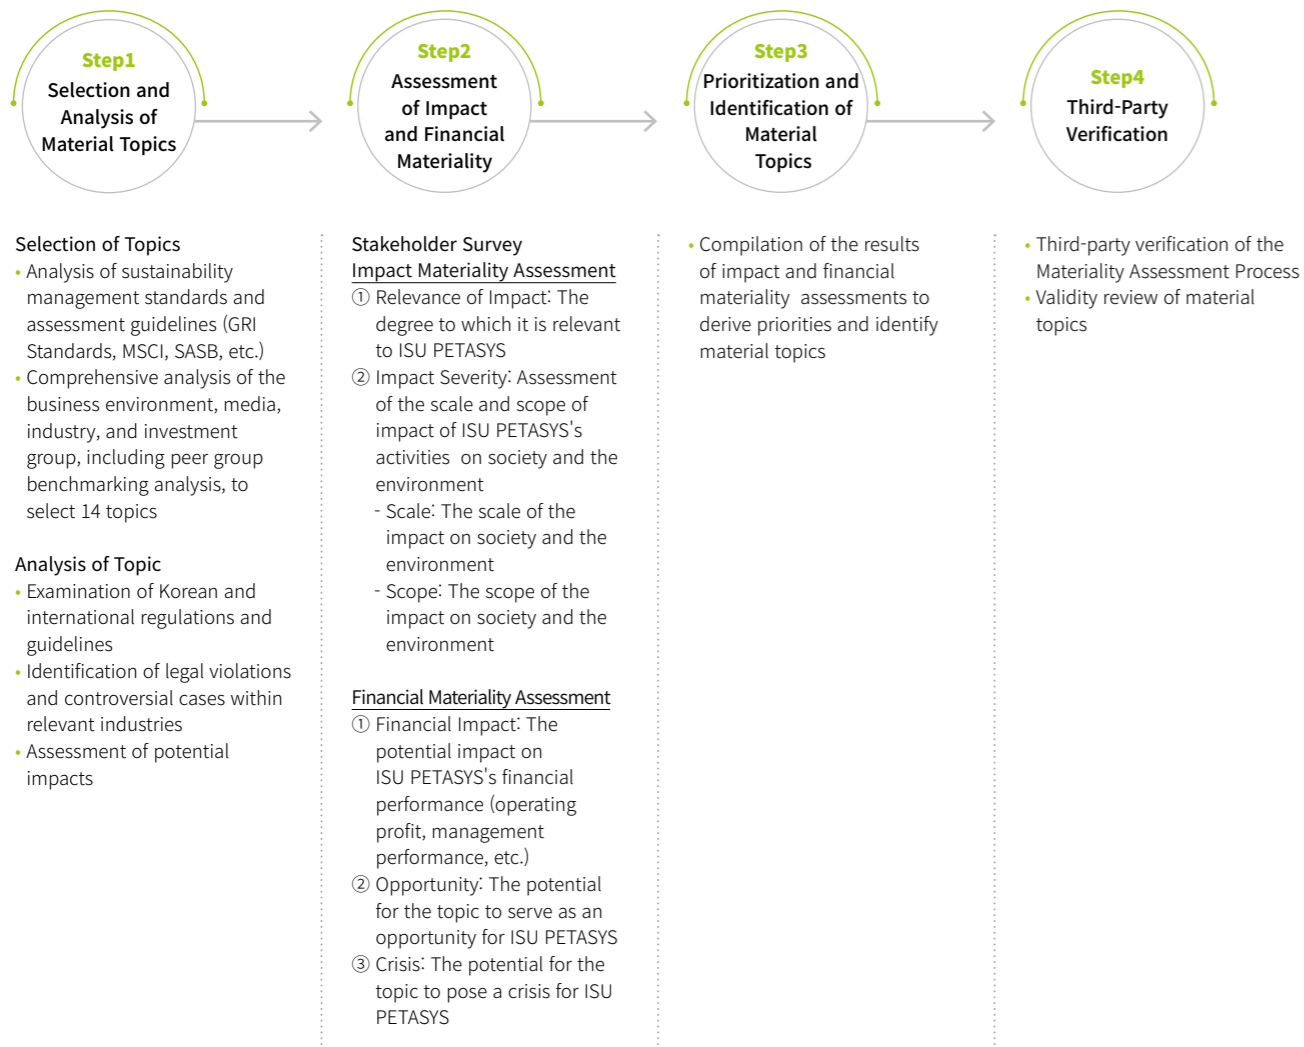 Step1
Selection and
Analysis of
Material Topics
Step2
Assessment
of Impact
and Financial
Materiality
Step3
Prioritization and
Identification of
Material
Topics
Step4
Third-Party
Verification
Selection of Topics
• Analysis of sustainability
management standards and
assessment guidelines (GRI
Standards, MSCI, SASB, etc.)
• Comprehensive analysis of the
business environment, media,
industry, and investment
group, including peer group
benchmarking analysis, to
select 14 topics
Analysis of Topic
• Examination of Korean and
international regulations and
guidelines
• Identification of legal violations
and controversial cases within
relevant industries
• Assessment of potential
impacts
Stakeholder Survey
Impact Materiality Assessment
① Relevance of Impact: The
degree to which it is relevant
to ISU PETASYS
② Impact Severity: Assessment
of the scale and scope of
impact of ISU PETASYS's
activities on society and the
environment
- Scale: The scale of the
impact on society and the
environment
- Scope: The scope of the
impact on society and the
environment
Financial Materiality Assessment
① Financial Impact: The
potential impact on
ISU PETASYS's financial
performance (operating
profit, management
performance, etc.)
② Opportunity: The potential
for the topic to serve as an
opportunity for ISU PETASYS
③ Crisis: The potential for the
topic to pose a crisis for ISU
PETASYS
• Compilation of the results
of impact and financial
materiality assessments to
derive priorities and identify
material topics
• Third-party verification of the
Materiality Assessment Process
• Validity review of material
topics